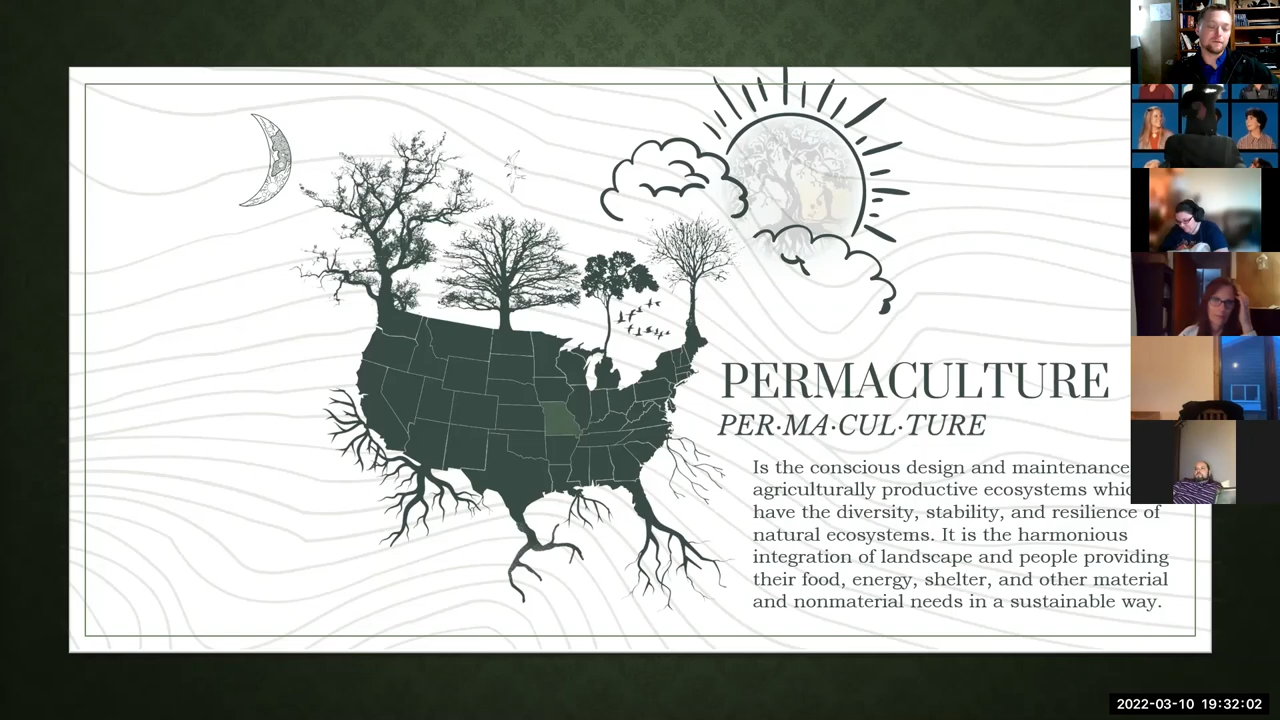 PERMACULTURE
PER·MA·CUL·TURE
Is the conscious design and maintenance
agriculturally productive ecosystems whic
have the diversity, stability, and resilience of
natural ecosystems. It is the harmonious
integration of landscape and people providing
their food, energy, shelter, and other material
and nonmaterial needs in a sustainable way.
2022-03-10 19:32:02